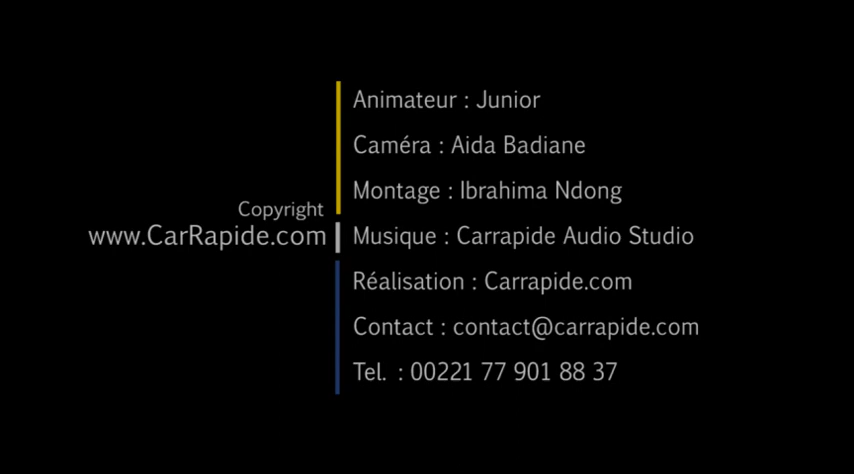 Copyright
www.CarRapide.com
Animateur : Junior
Caméra : Aida Badiane
Montage : Ibrahima Ndong
Musique : Carrapide Audio Studio
Réalisation : Carrapide.com
Contact : contact@carrapide.com
Tel. : 00221 77 901 88 37